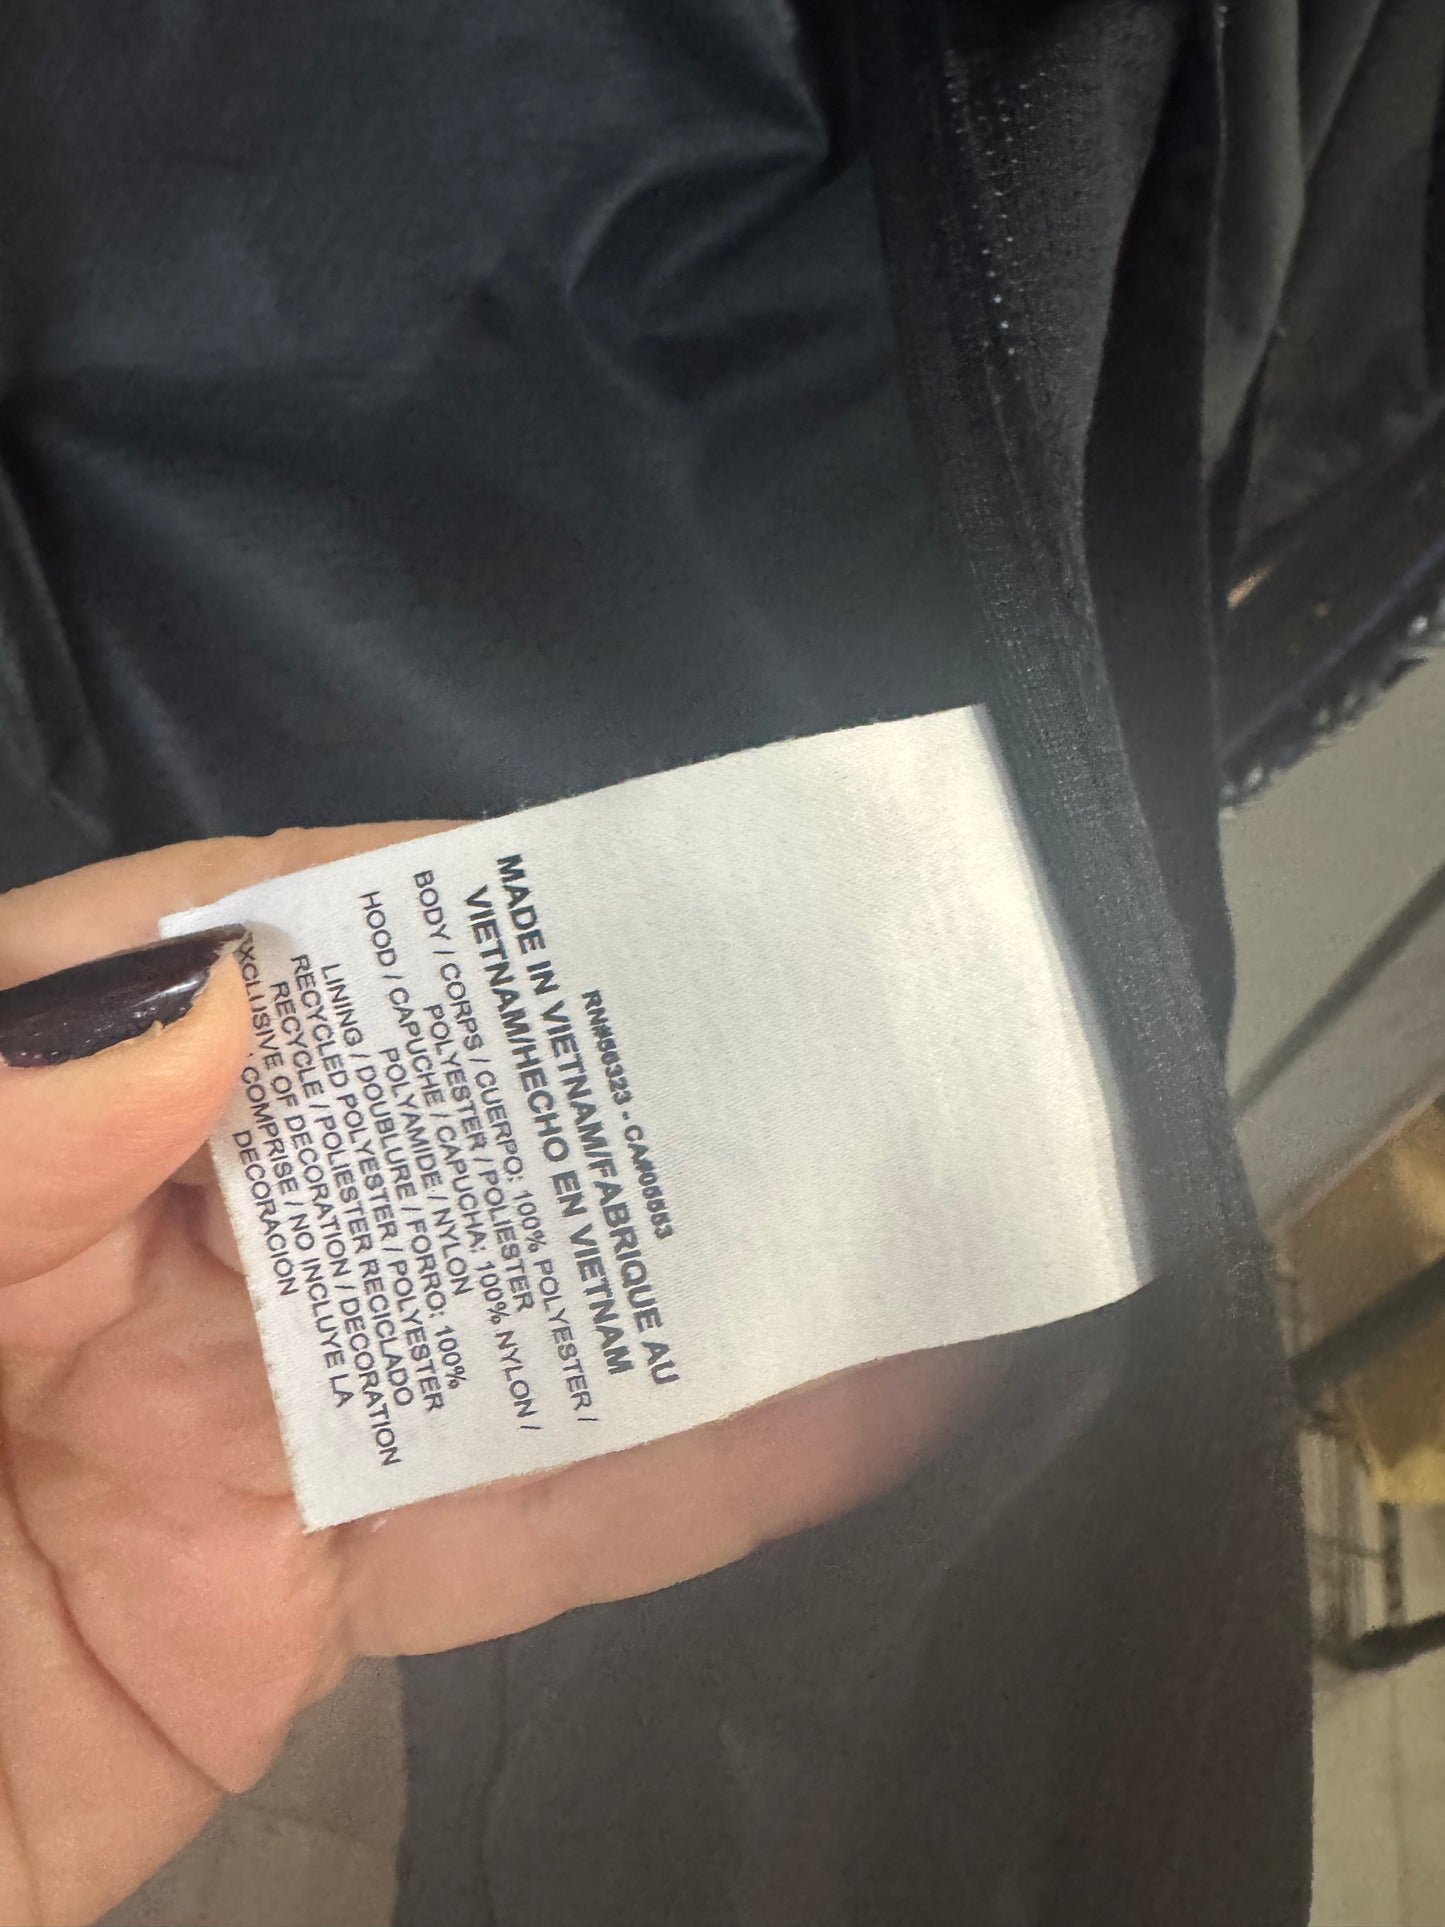 RN#56323 - CA#05553
MADE IN VIETNAM/FABRIQUE AU
VIETNAM/HECHO EN VIETNAM
BODY / CORPS / CUERPO: 100% POLYESTER /
POLYESTER / POLIESTER
HOOD / CAPUCHE / CAPUCHA: 100% NYLON /
POLYAMIDE / NYLON
LINING / DOUBLURE / FORRO: 100%
RECYCLED POLYESTER / POLYESTER
RECYCLE / POLIESTER RECICLADO
EXCLUSIVE OF DECORATION / DECORATION
COMPRISE / NO INCLUYE LA
DECORACION